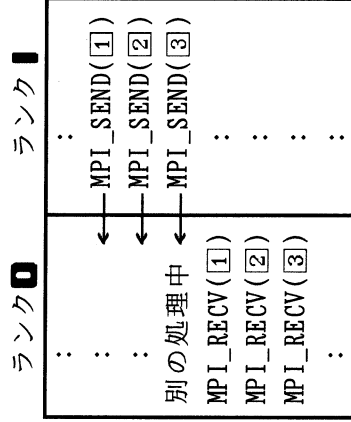 ランク0 ランク1
: :
: MPI_SEND(1)
: MPI_SEND(2)
別の処理中 MPI_SEND(3)
MPI_RECV(1) :
MPI_RECV(2) :
MPI_RECV(3) :
: :